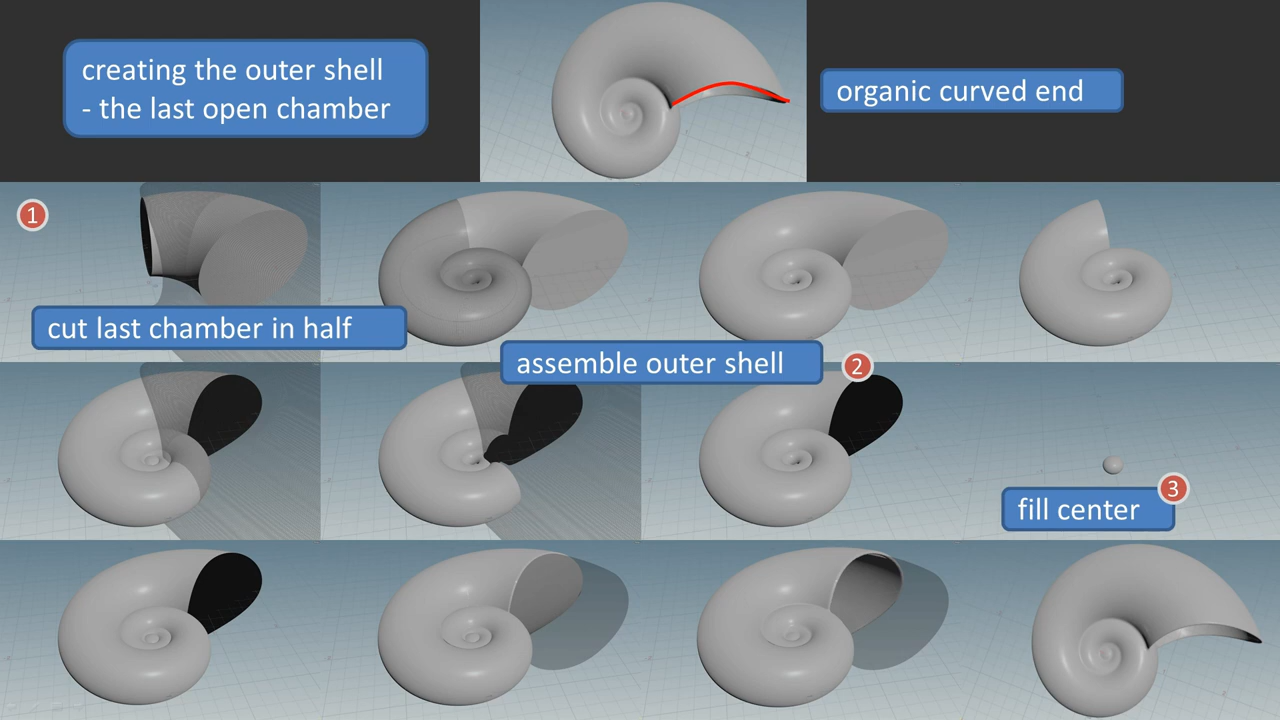 creating the outer shell
- the last open chamber
organic curved end
1
cut last chamber in half
assemble outer shell
2
3
fill center